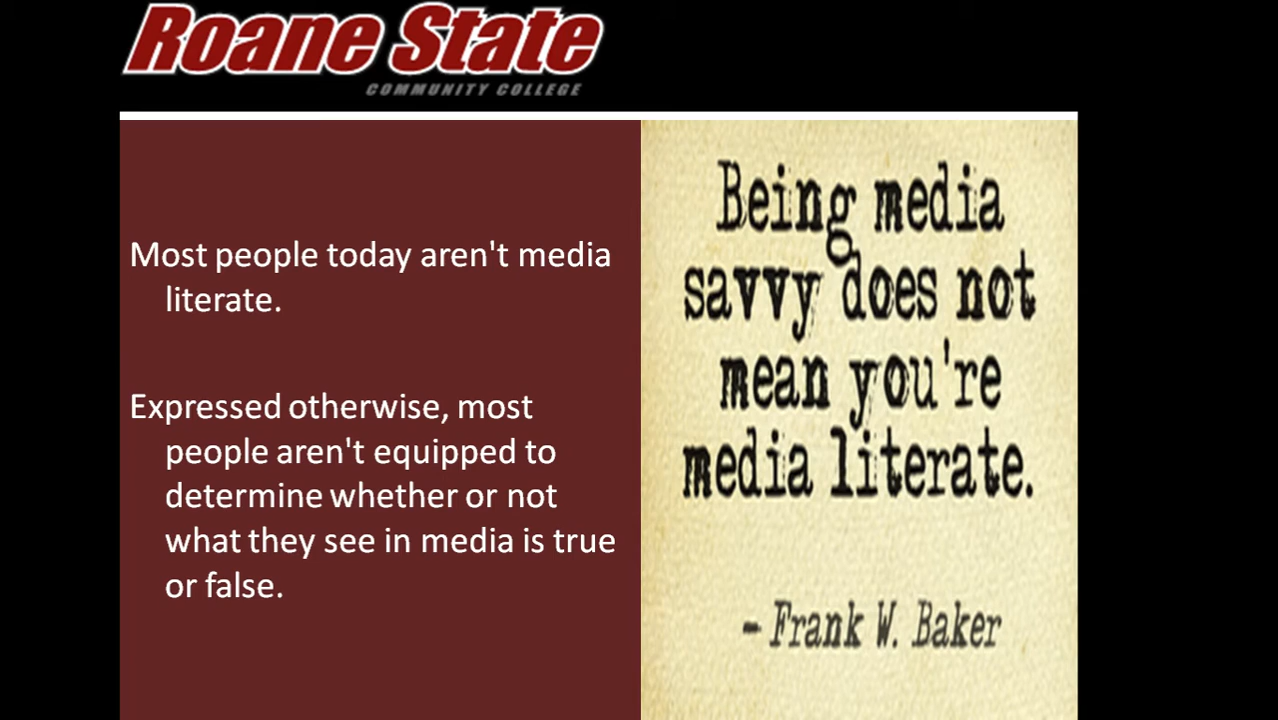 Roane State
COMMUNITY COLLEGE
Most people today aren't media
literate.
Expressed otherwise, most
people aren't equipped to
determine whether or not
what they see in media is true
or false.
Being media
savvy does not
mean you're
media literate.
- Frank W. Baker